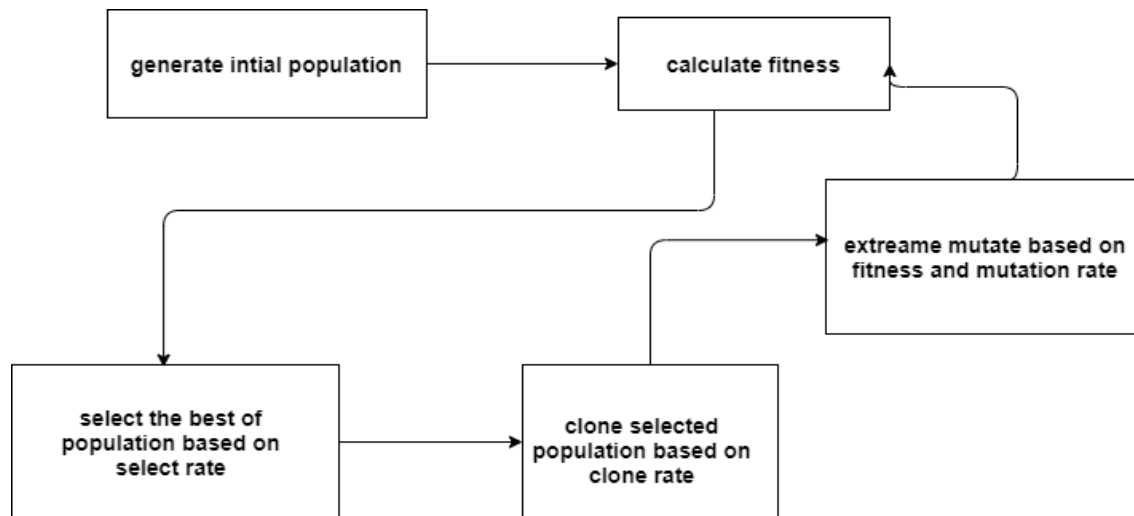 generate intial population
calculate fitness
extreame mutate based on
fitness and mutation rate
select the best of
population based on
select rate
clone selected
population based on
clone rate